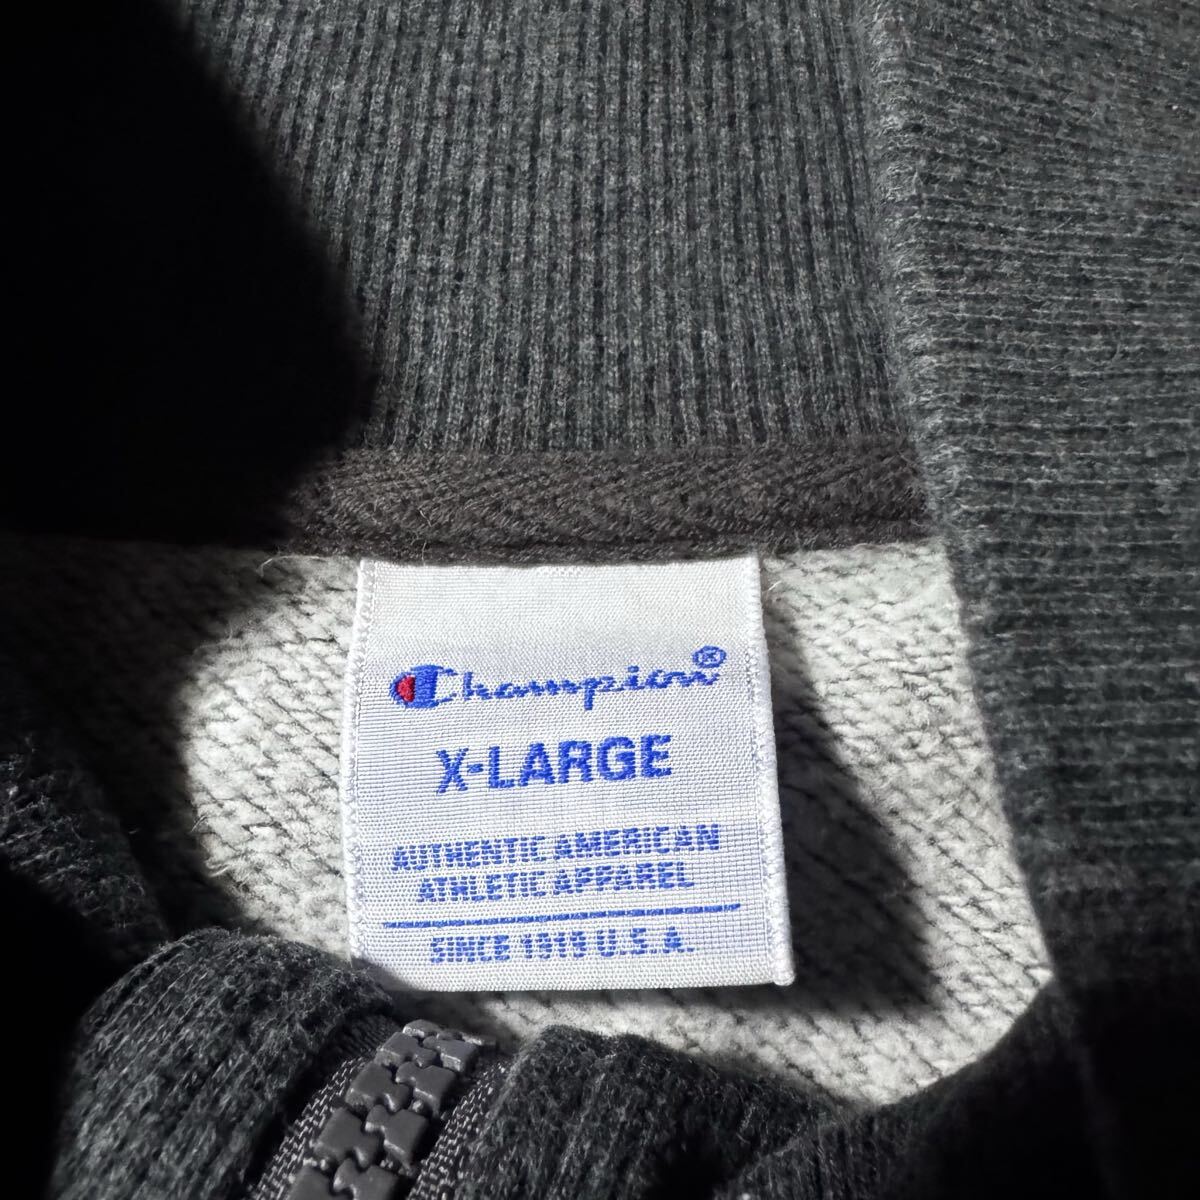 Champion®
X-LARGE
AUTHENTIC AMERICAN
ATHLETIC APPAREL
SINCE 1919 U.S.A.